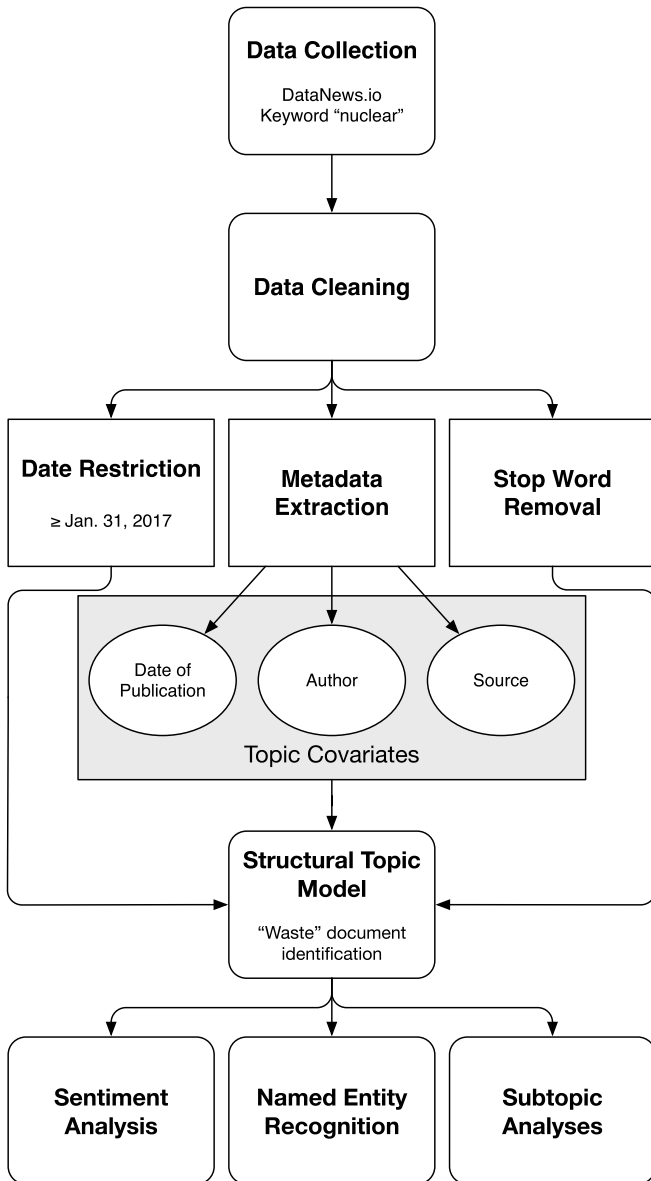 Data Collection
DataNews.io
Keyword “nuclear”
Data Cleaning
Date Restriction
≥ Jan. 31, 2017
Metadata
Extraction
Stop Word
Removal
Date of
Publication
Author
Source
Topic Covariates
Structural Topic
Model
“Waste” document
identification
Sentiment
Analysis
Named Entity
Recognition
Subtopic
Analyses